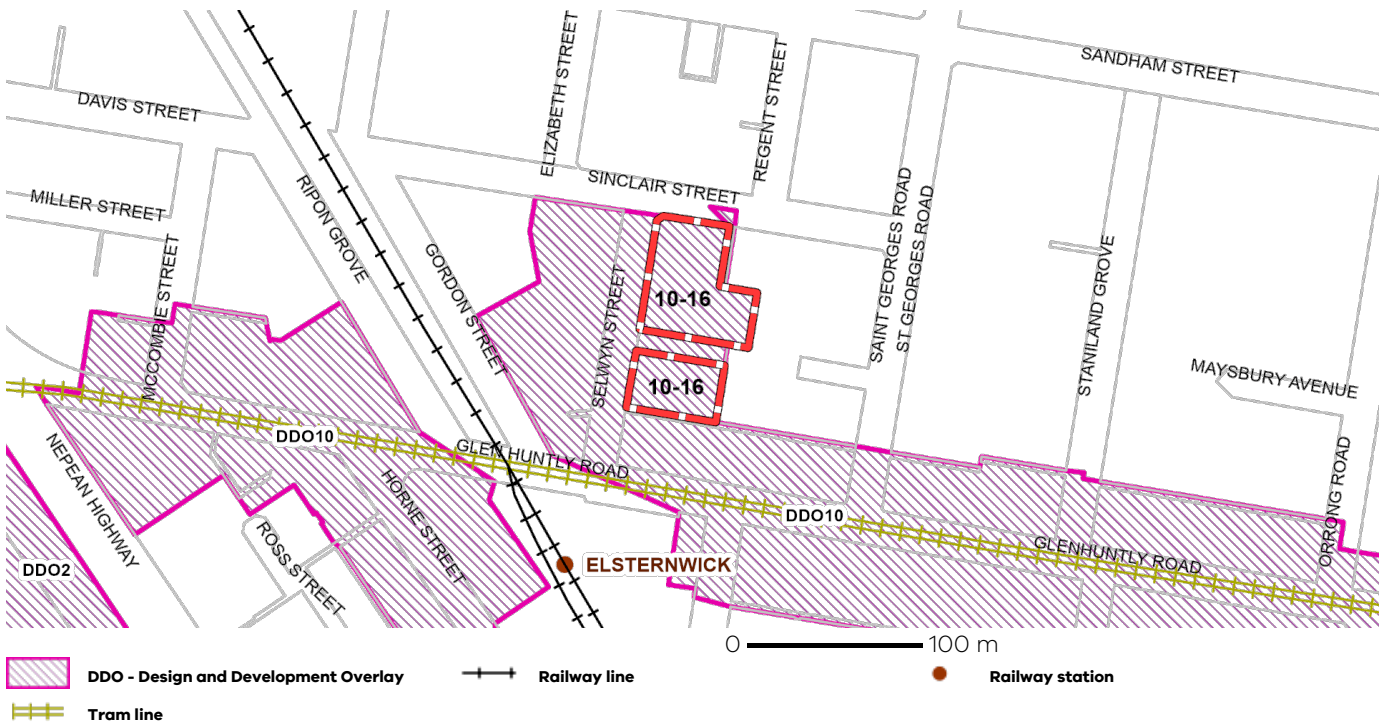 SANDHAM STREET
ELIZABETH STREET
REGENT STREET
DAVIS STREET
SINCLAIR STREET
RIPON GROVE
MILLER STREET
SAINT GEORGES ROAD
ST GEORGES ROAD
GORDON STREET
MCCOMBIE STREET
SELWYN STREET
10-16
STANILAND GROVE
MAYSBURY AVENUE
10-16
DDO10
GLEN HUNTLY ROAD
NEPEAN HIGHWAY
HORNE STREET
ORRONG ROAD
DDO10
ROSS STREET
GLENHUNTLY ROAD
DDO2
ELSTERNWICK
0 100 m
DDO - Design and Development Overlay
Railway line
Railway station
Tram line